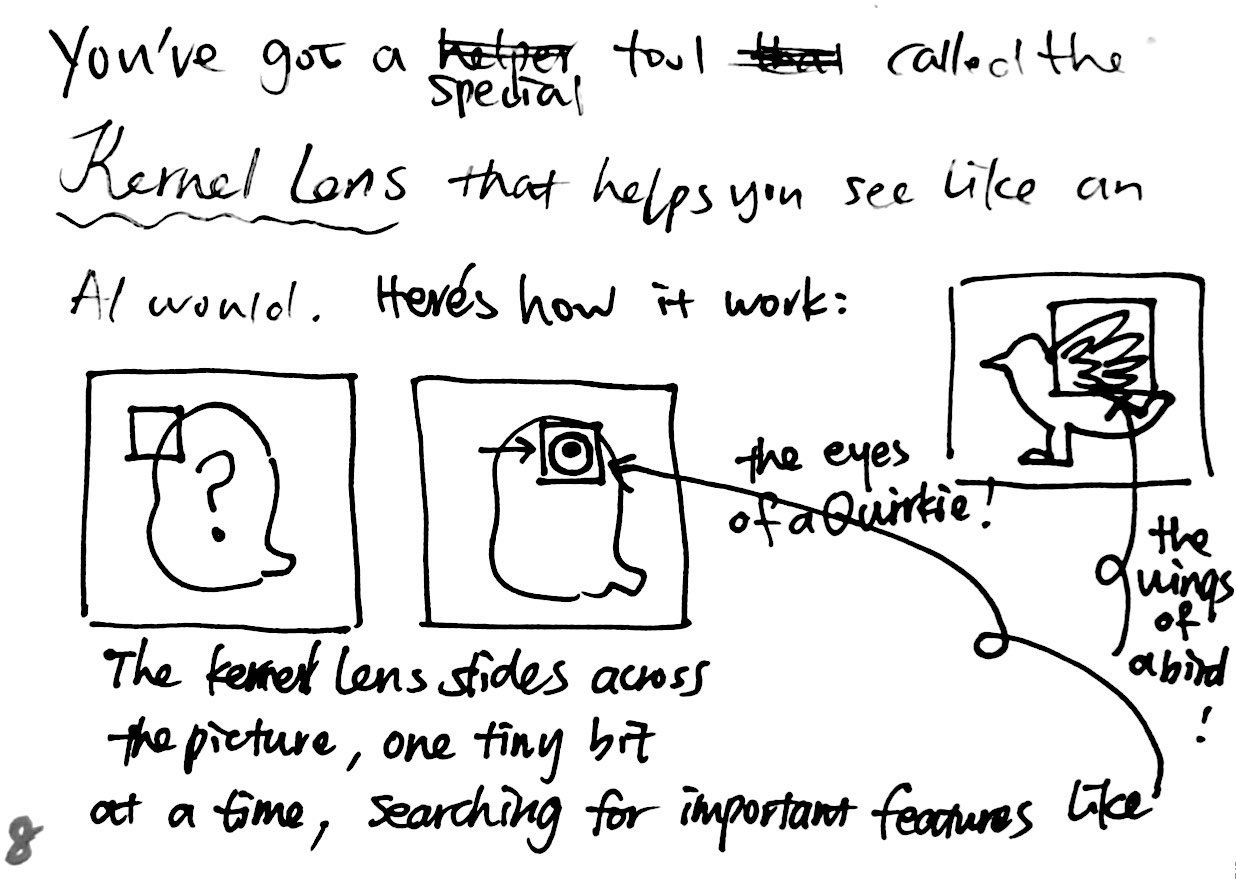 You've got a helper tool that called the
special
Kernel Lens that helps you see like an
AI would. Here's how it work:
?
the eyes
of a Quirkie!
the
wings
of
a bird
!
The kernel lens slides across
the picture, one tiny bit
at a time, searching for important features like
8